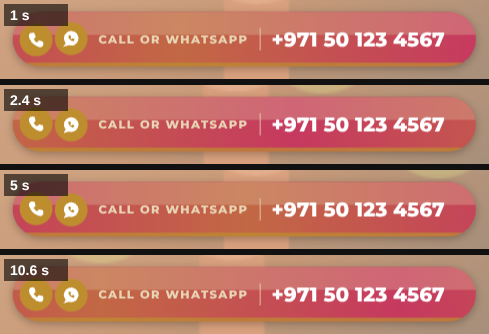 1 s
CALL OR WHATSAPP +971 50 123 4567
2.4 s
CALL OR WHATSAPP +971 50 123 4567
5 s
CALL OR WHATSAPP +971 50 123 4567
10.6 s
CALL OR WHATSAPP +971 50 123 4567